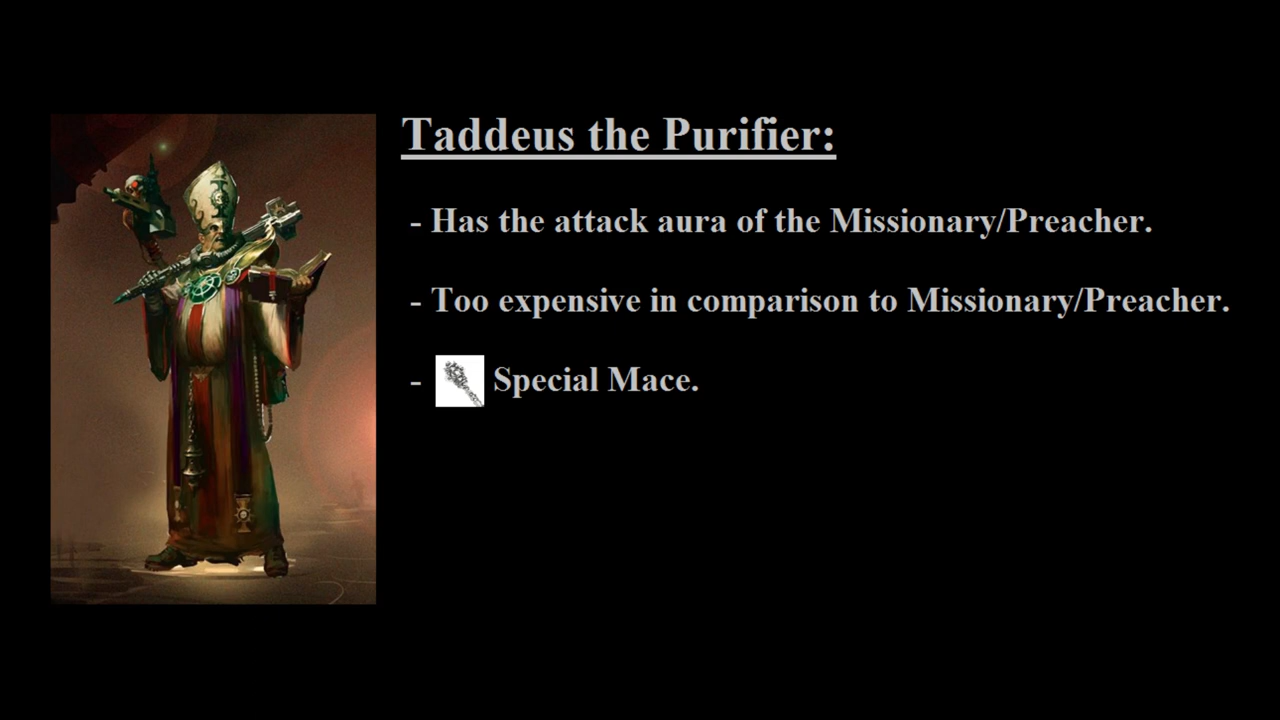 Taddeus the Purifier:
- Has the attack aura of the Missionary/Preacher.
- Too expensive in comparison to Missionary/Preacher.
- Special Mace.